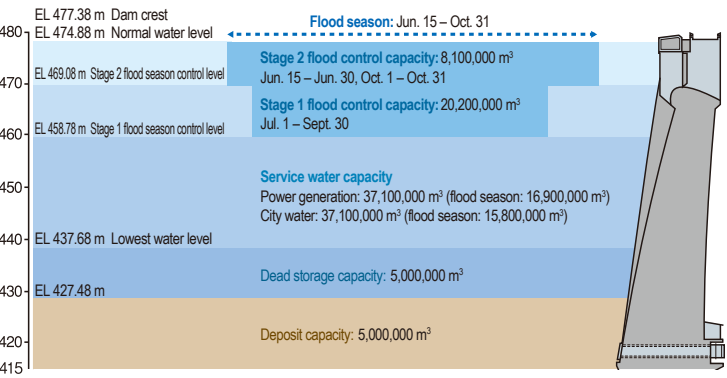 EL 477.38 m Dam crest
Flood season: Jun. 15 – Oct. 31
480
EL 474.88 m Normal water level
Stage 2 flood control capacity: 8,100,000 m³
Jun. 15 – Jun. 30, Oct. 1 – Oct. 31
EL 469.08 m Stage 2 flood season control level
470
Stage 1 flood control capacity: 20,200,000 m³
Jul. 1 – Sept. 30
EL 458.78 m Stage 1 flood season control level
460
Service water capacity
450
Power generation: 37,100,000 m³ (flood season: 16,900,000 m³)
City water: 37,100,000 m³ (flood season: 15,800,000 m³)
440
EL 437.68 m Lowest water level
Dead storage capacity: 5,000,000 m³
430
EL 427.48 m
Deposit capacity: 5,000,000 m³
420
415